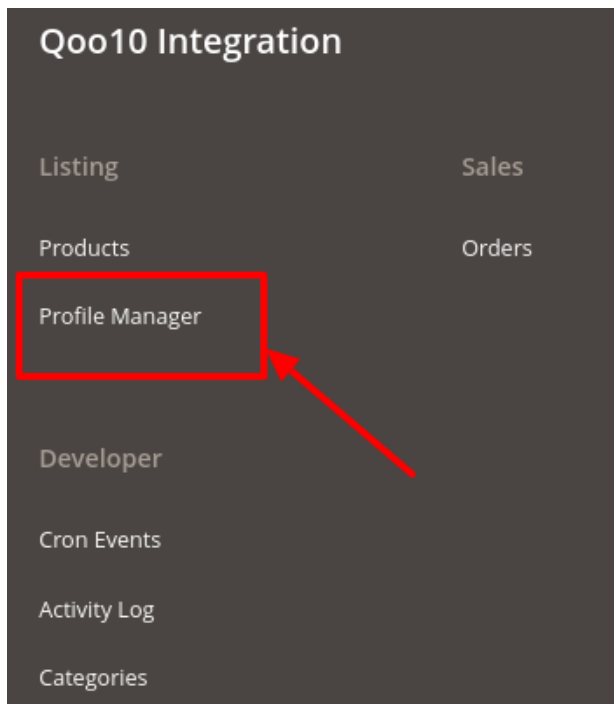 Qoo10 Integration
Listing
Products
Profile Manager
Sales
Orders
Developer
Cron Events
Activity Log
Categories